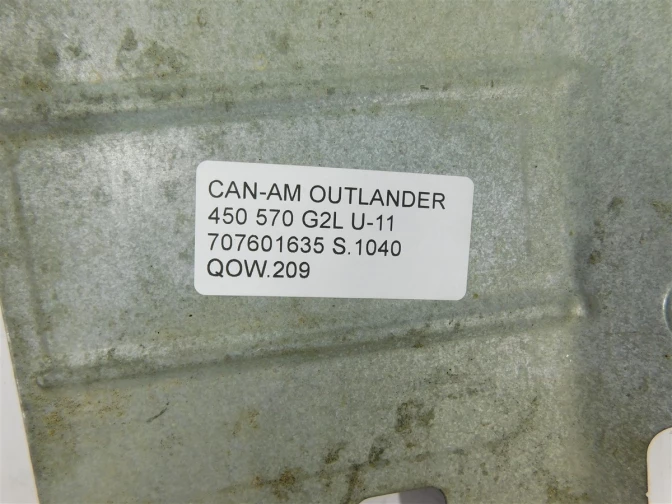 CAN-AM OUTLANDER
450 570 G2L U-11
707601635 S.1040
QOW.209